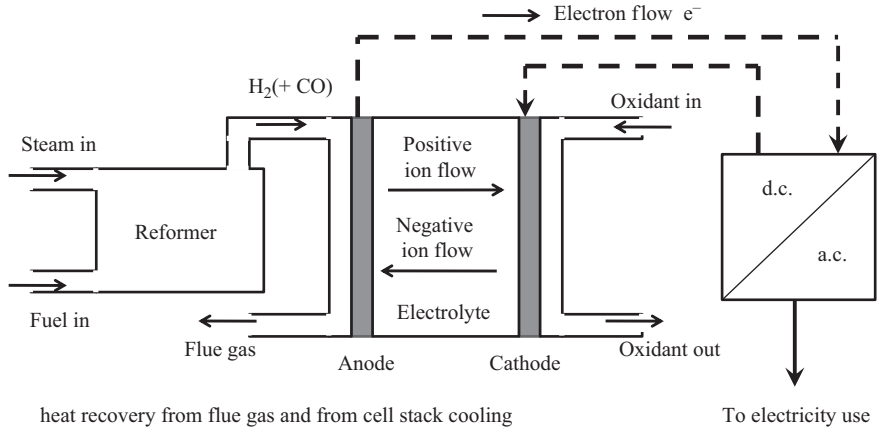 Electron flow e⁻
H₂(+ CO)
Oxidant in
Steam in
Positive
ion flow
d.c.
Reformer
Negative
ion flow
a.c.
Fuel in
Electrolyte
Flue gas
Anode
Cathode
Oxidant out
heat recovery from flue gas and from cell stack cooling
To electricity use